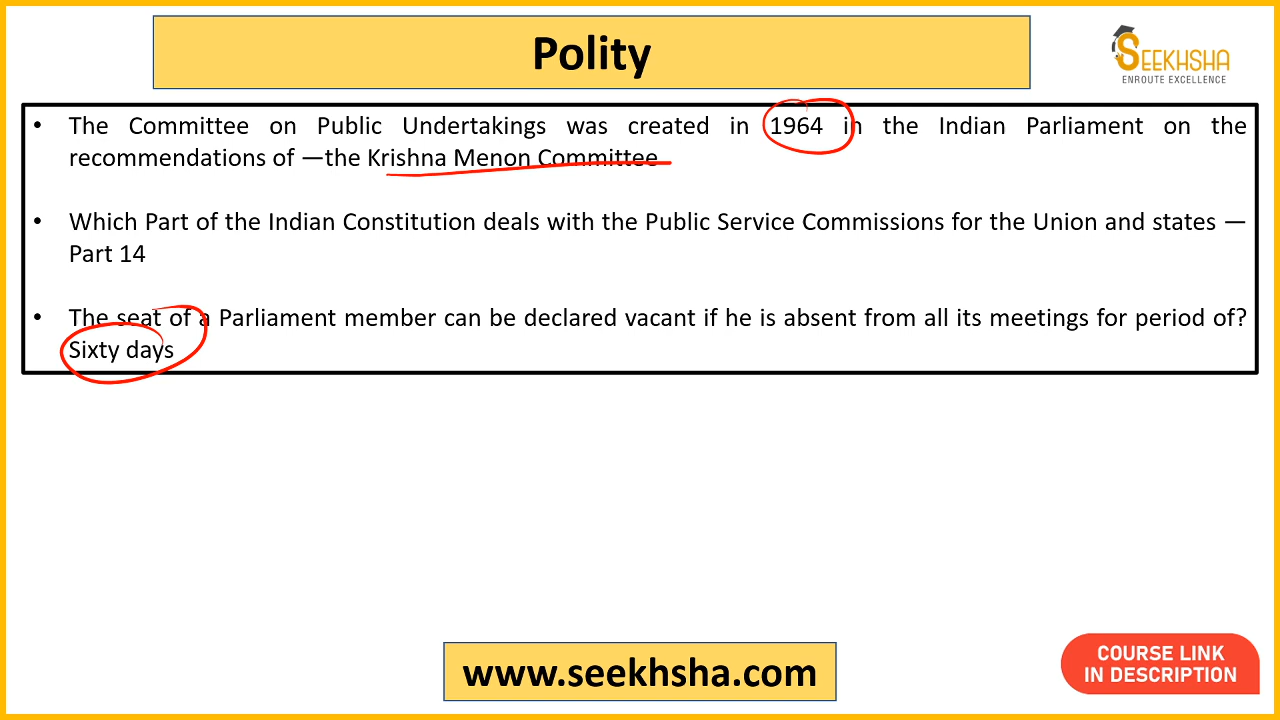 Polity
SEEKHSHA
ENROUTE EXCELLENCE
• The Committee on Public Undertakings was created in 1964 in the Indian Parliament on the
recommendations of —the Krishna Menon Committee
• Which Part of the Indian Constitution deals with the Public Service Commissions for the Union and states —
Part 14
• The seat of a Parliament member can be declared vacant if he is absent from all its meetings for period of?
Sixty days
www.seekhsha.com
COURSE LINK
IN DESCRIPTION